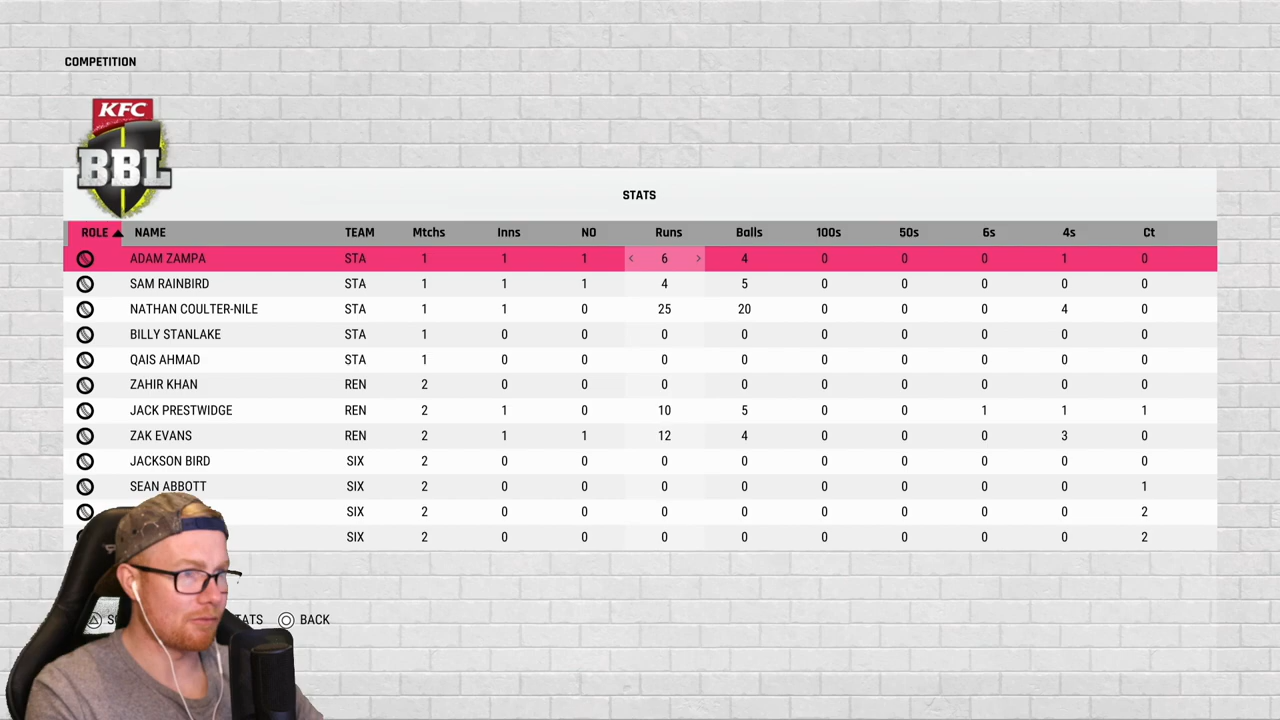 COMPETITION
KFC
BBL
STATS
ROLE NAME TEAM Mtchs Inns NO Runs Balls 100s 50s 6s 4s Ct
ADAM ZAMPA STA 1 1 1 < 6 > 4 0 0 0 1 0
SAM RAINBIRD STA 1 1 1 4 5 0 0 0 0 0
NATHAN COULTER-NILE STA 1 1 0 25 20 0 0 0 4 0
BILLY STANLAKE STA 1 0 0 0 0 0 0 0 0 0
QAIS AHMAD STA 1 0 0 0 0 0 0 0 0 0
ZAHIR KHAN REN 2 0 0 0 0 0 0 0 0 0
JACK PRESTWIDGE REN 2 1 0 10 5 0 0 1 1 1
ZAK EVANS REN 2 1 1 12 4 0 0 0 3 0
JACKSON BIRD SIX 2 0 0 0 0 0 0 0 0 0
SEAN ABBOTT SIX 2 0 0 0 0 0 0 0 0 1
SIX 2 0 0 0 0 0 0 0 0 2
SIX 2 0 0 0 0 0 0 0 0 2
BACK